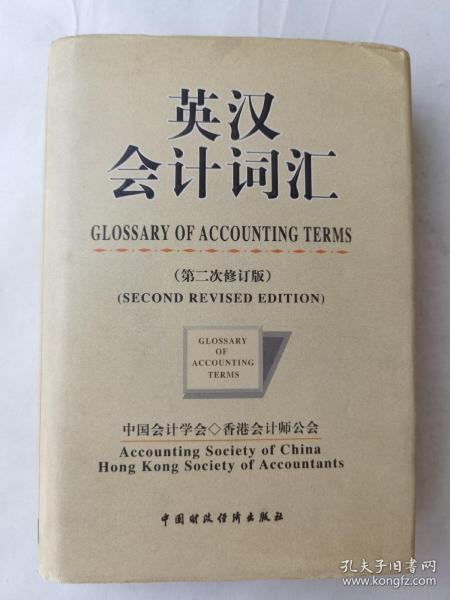 英汉
会计词汇
GLOSSARY OF ACCOUNTING TERMS
(第二次修订版)
(SECOND REVISED EDITION)
GLOSSARY
OF
ACCOUNTING
TERMS
中国会计学会◇香港会计师公会
Accounting Society of China
Hong Kong Society of Accountants
中国财政经济出版社
孔夫子旧书网
www.kongfz.com